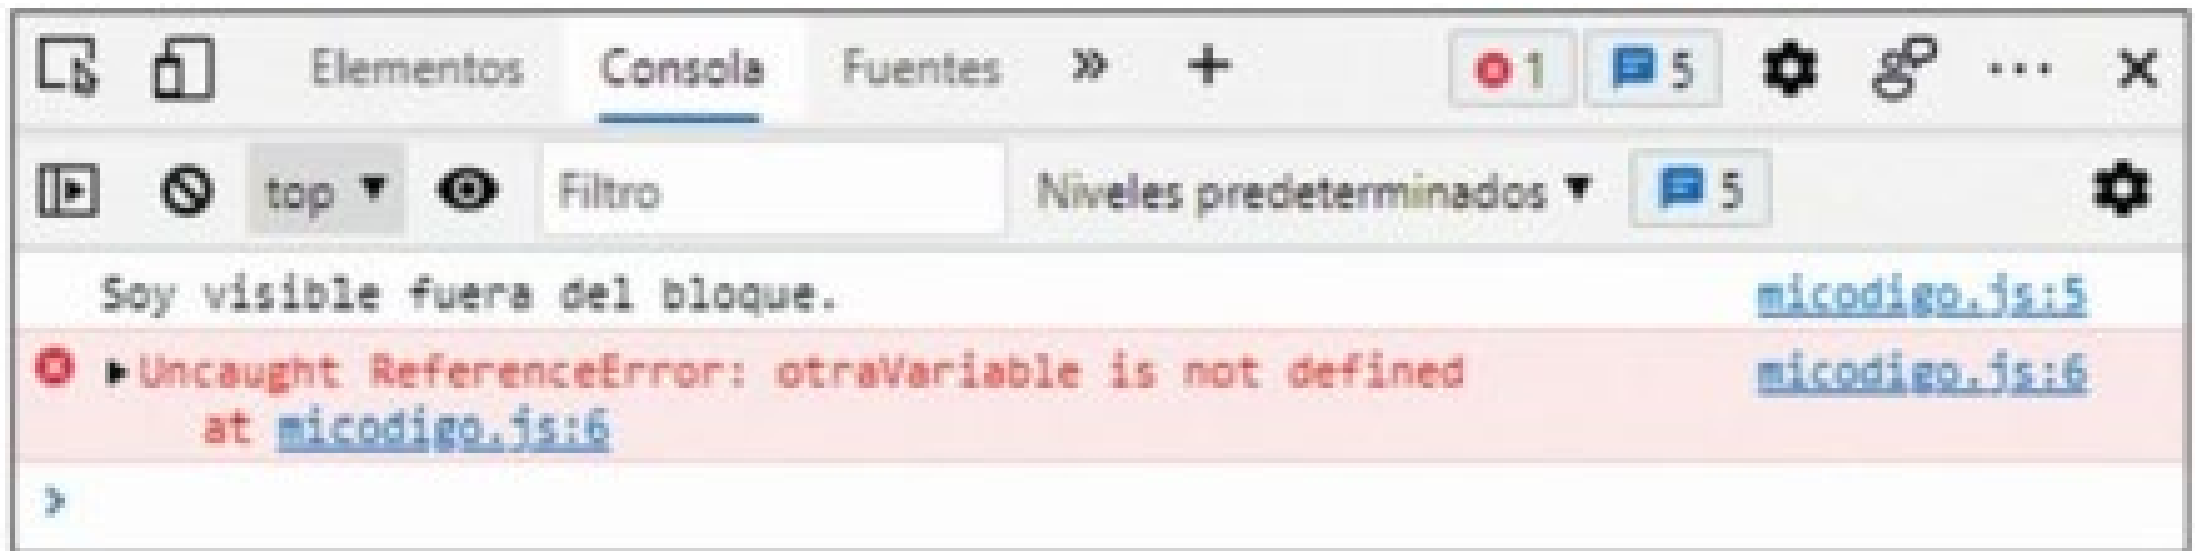 Elementos Consola Fuentes » + 1 5 ... ×
top ▼ Filtro Niveles predeterminados ▼ 5
Soy visible fuera del bloque. micodigo.js:5
▶Uncaught ReferenceError: otraVariable is not defined micodigo.js:6
at micodigo.js:6
>